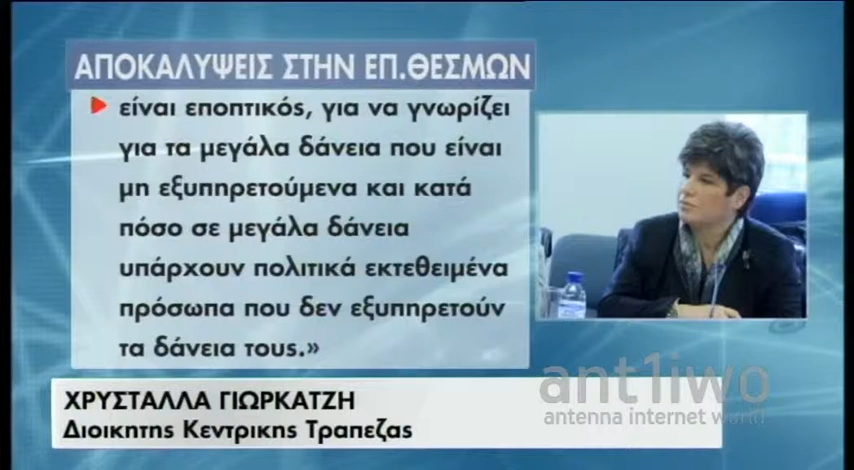 ΑΠΟΚΑΛΥΨΕΙΣ ΣΤΗΝ ΕΠ.ΘΕΣΜΩΝ
είναι εποπτικός, για να γνωρίζει
για τα μεγάλα δάνεια που είναι
μη εξυπηρετούμενα και κατά
πόσο σε μεγάλα δάνεια
υπάρχουν πολιτικά εκτεθειμένα
πρόσωπα που δεν εξυπηρετούν
τα δάνεια τους.»
ΧΡΥΣΤΑΛΛΑ ΓΙΩΡΚΑΤΖΗ
Διοικητης Κεντρικης Τραπεζας
ant1iwo
antenna internet world